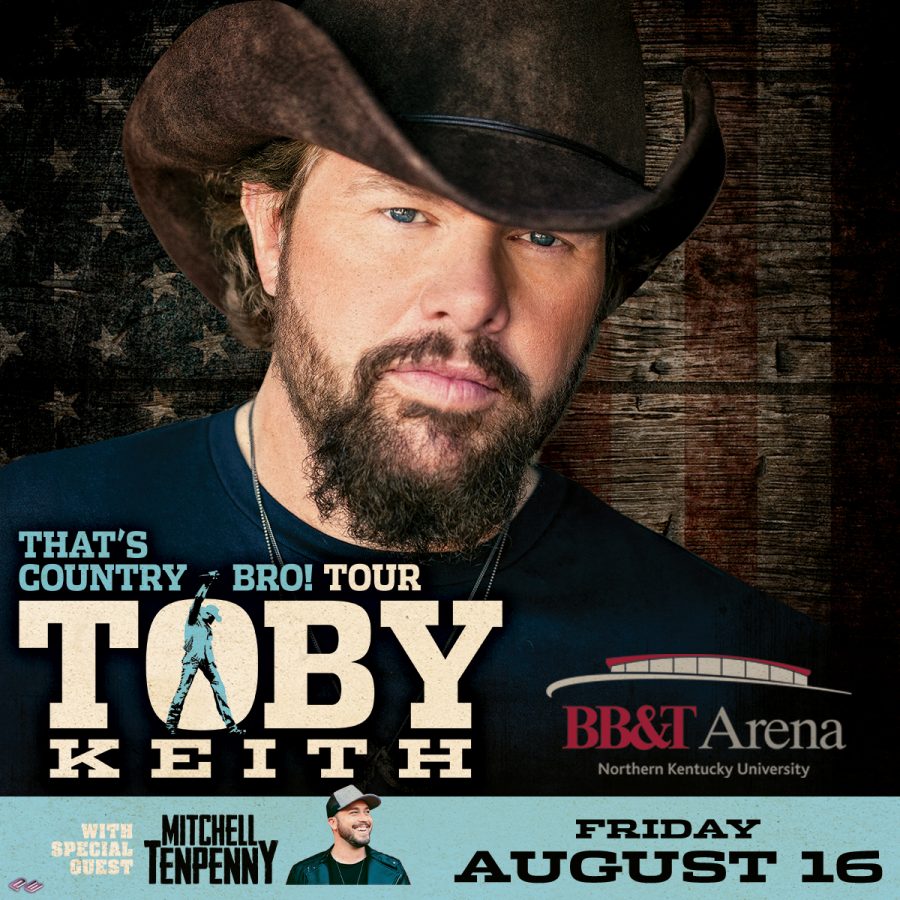 THAT'S
COUNTRY BRO! TOUR
TOBY
KEITH
BB&T Arena
Northern Kentucky University
WITH
SPECIAL
GUEST
MITCHELL
TENPENNY
FRIDAY
AUGUST 16